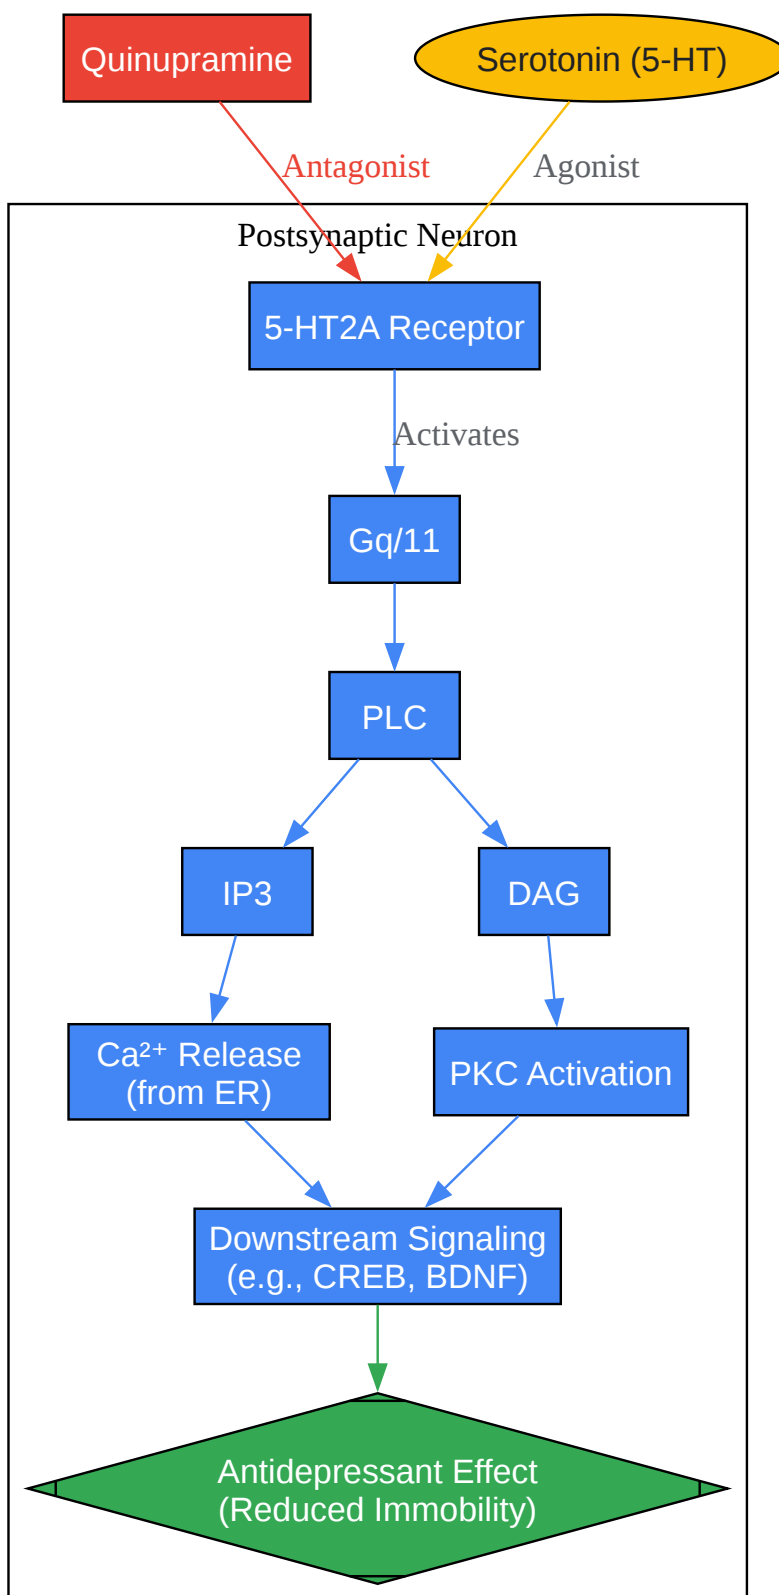 Quinupramine
Serotonin (5-HT)
Antagonist
Agonist
Postsynaptic Neuron
5-HT2A Receptor
Activates
Gq/11
PLC
IP3
DAG
Ca²⁺ Release
(from ER)
PKC Activation
Downstream Signaling
(e.g., CREB, BDNF)
Antidepressant Effect
(Reduced Immobility)